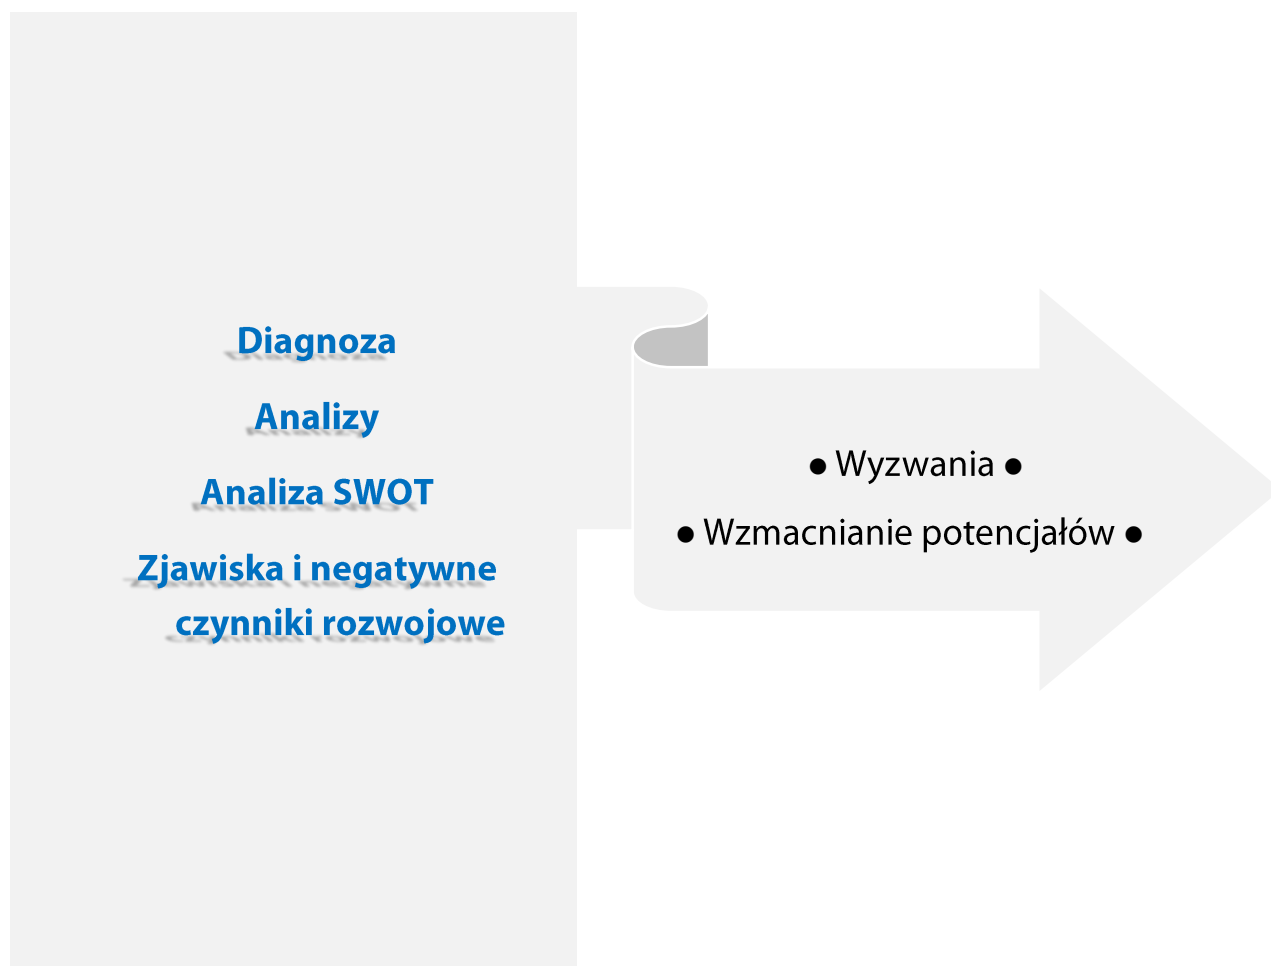 Diagnoza
Analizy
Analiza SWOT
Zjawiska i negatywne
czynniki rozwojowe
● Wyzwania ●
● Wzmacnianie potencjałów ●